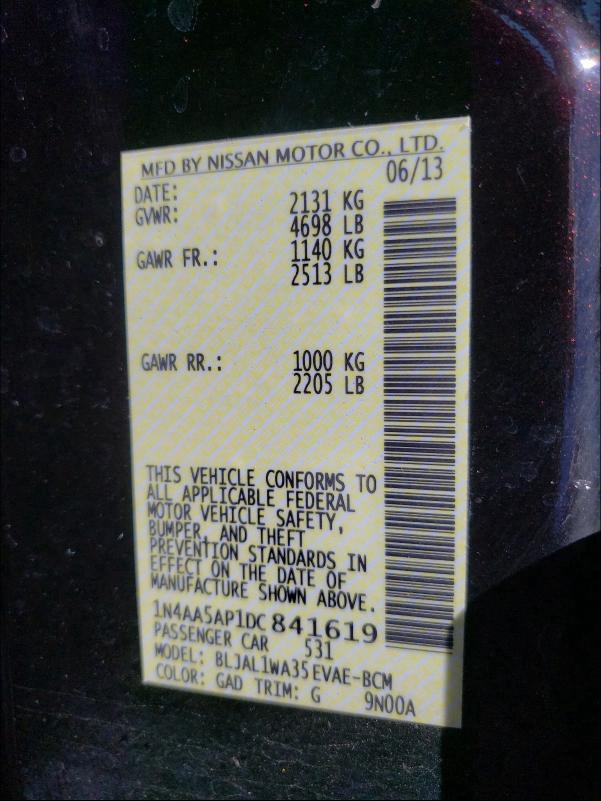 MFD BY NISSAN MOTOR CO., LTD.
DATE: 06/13
GVWR: 2131 KG
4698 LB
GAWR FR.: 1140 KG
2513 LB
GAWR RR.: 1000 KG
2205 LB
THIS VEHICLE CONFORMS TO
ALL APPLICABLE FEDERAL
MOTOR VEHICLE SAFETY,
BUMPER, AND THEFT
PREVENTION STANDARDS IN
EFFECT ON THE DATE OF
MANUFACTURE SHOWN ABOVE.
1N4AA5AP1DC841619
PASSENGER CAR 531
MODEL: BLJAL1WA35EVAE-BCM
COLOR: GAD TRIM: G 9N00A